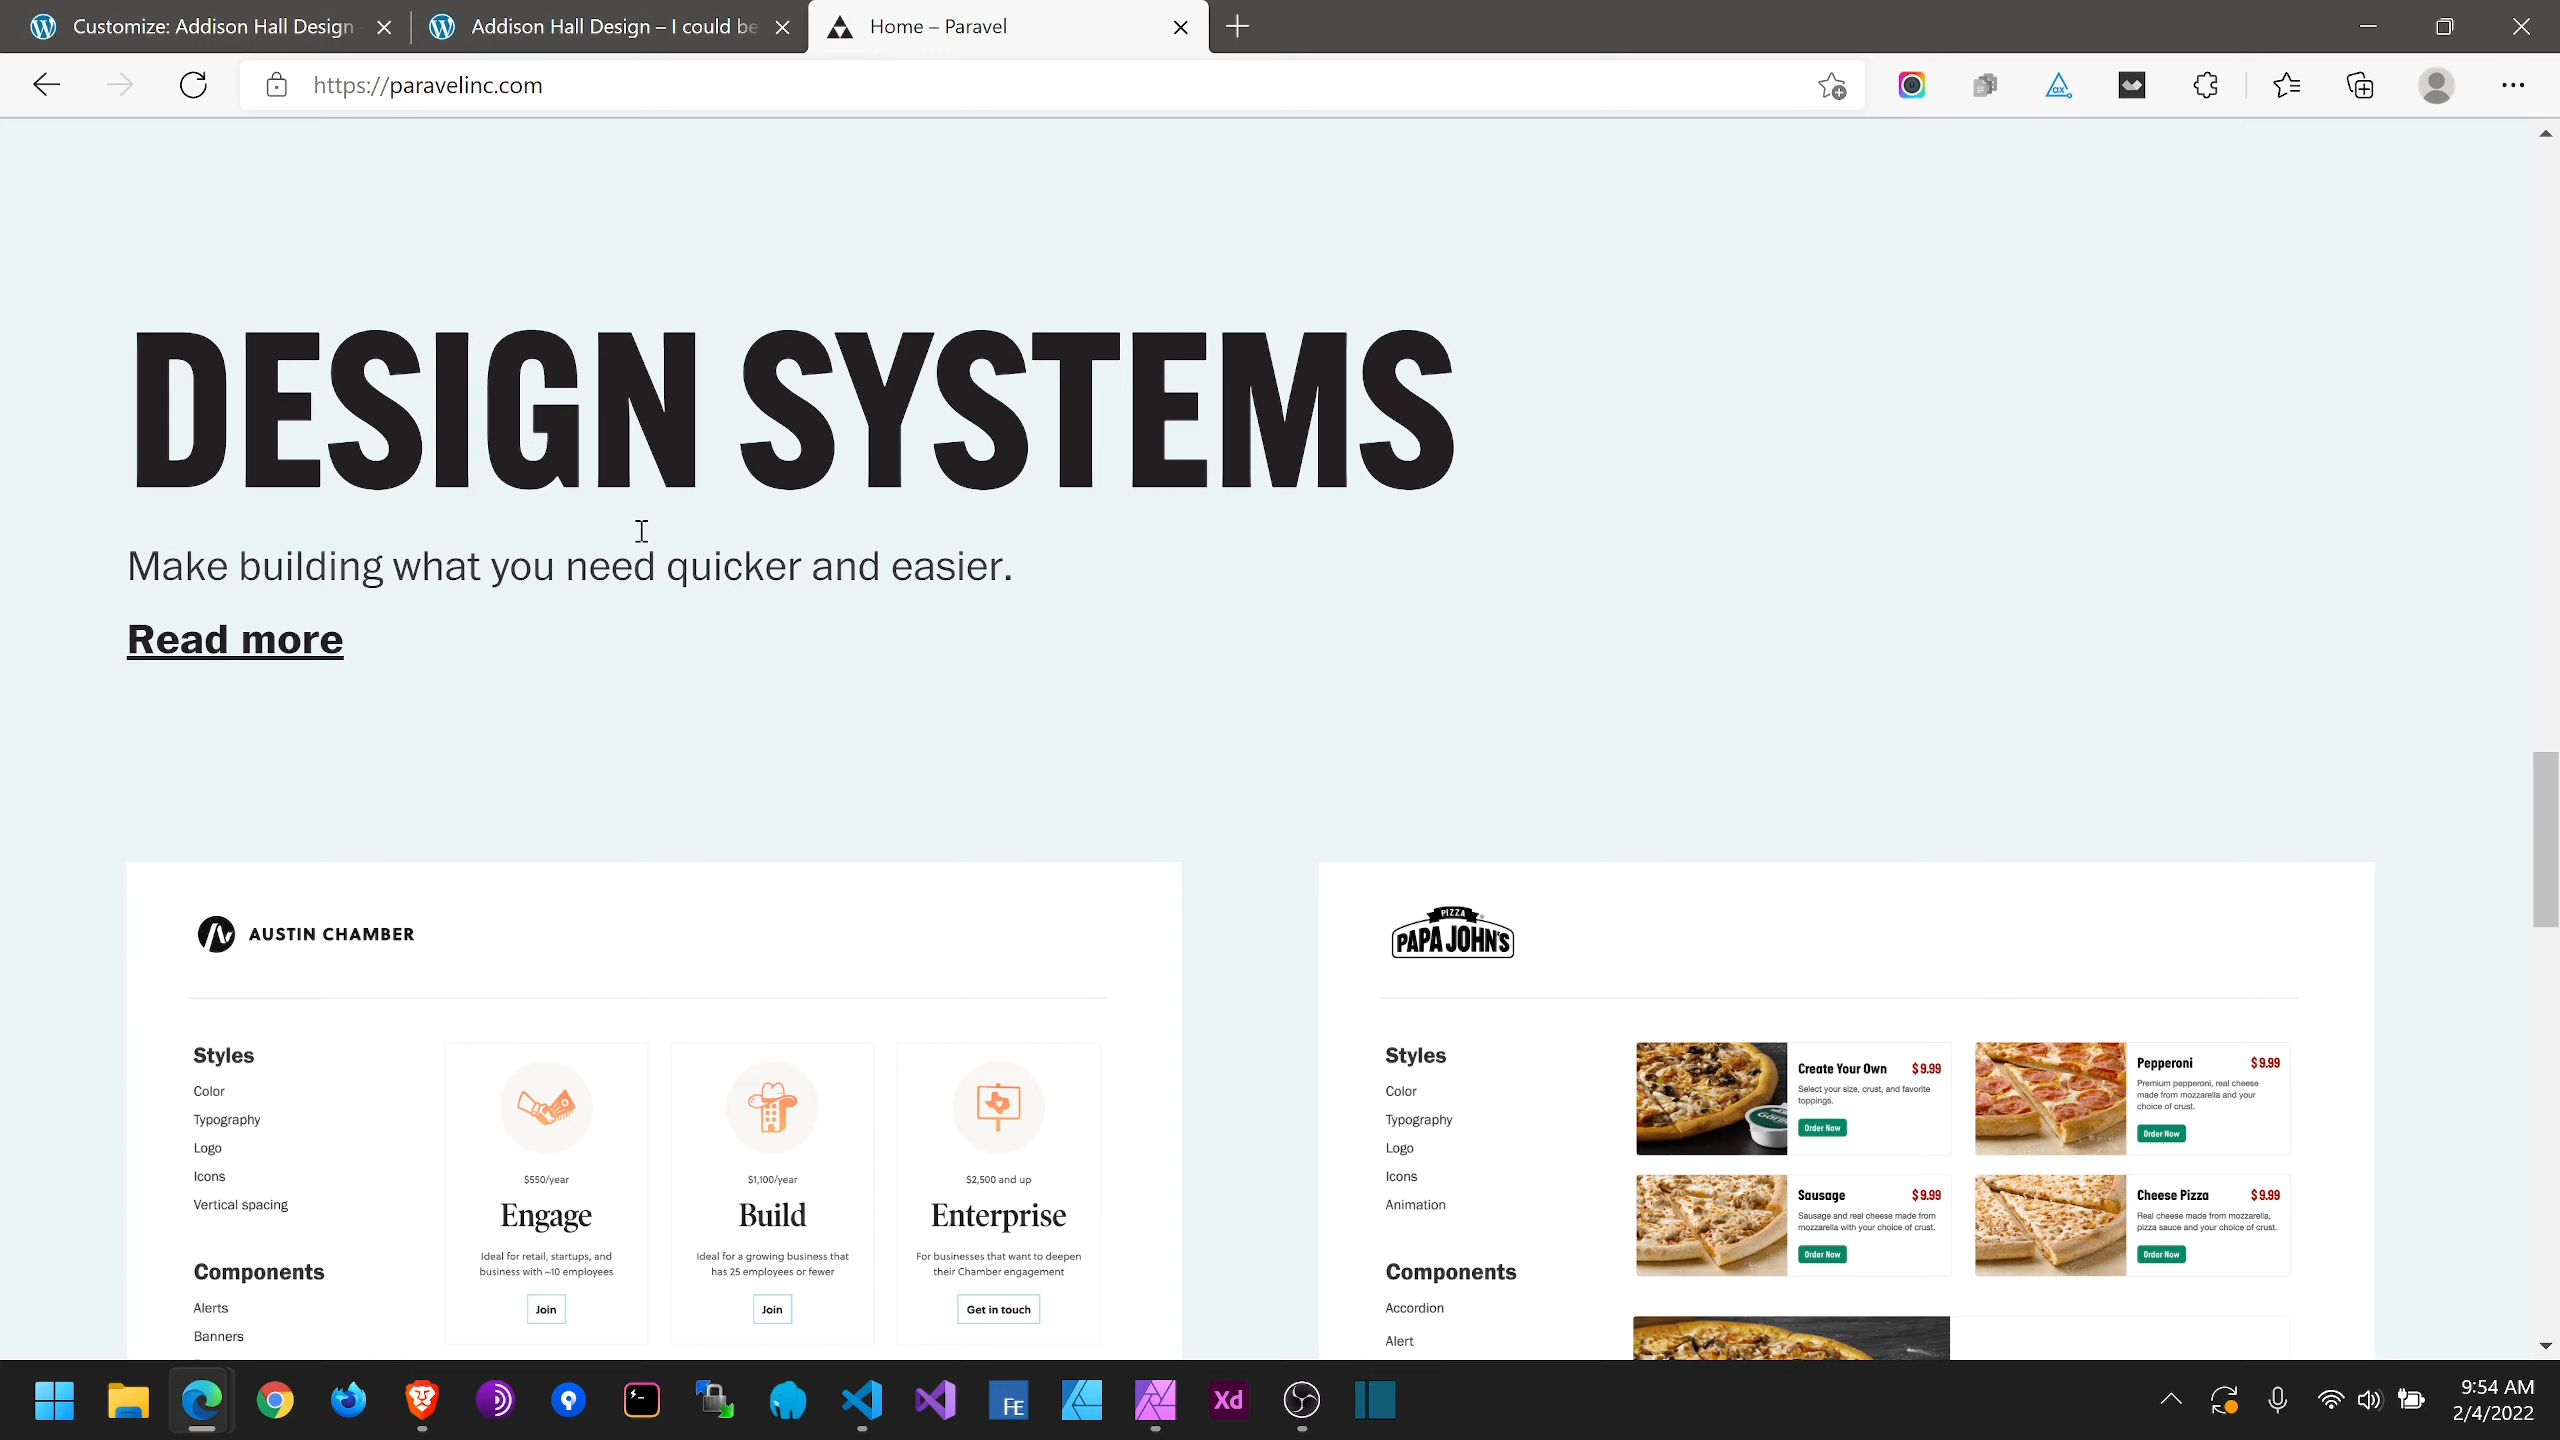 Customize: Addison Hall Design
Addison Hall Design – I could be
Home – Paravel
https://paravelinc.com
DESIGN SYSTEMS
Make building what you need quicker and easier.
Read more
AUSTIN CHAMBER
Styles
Color
Typography
Logo
Icons
Vertical spacing
Components
Alerts
Banners
$550/year
Engage
Ideal for retail, startups, and
business with ~10 employees
Join
$1,100/year
Build
Ideal for a growing business that
has 25 employees or fewer
Join
$2,500 and up
Enterprise
For businesses that want to deepen
their Chamber engagement
Get in touch
PIZZA
PAPA JOHN'S
Styles
Color
Typography
Logo
Icons
Animation
Components
Accordion
Alert
Create Your Own $9.99
Select your size, crust, and favorite
toppings.
Order Now
Pepperoni $9.99
Premium pepperoni, real cheese
made from mozzarella and your
choice of crust.
Order Now
Sausage $9.99
Sausage and real cheese made from
mozzarella with your choice of crust.
Order Now
Cheese Pizza $9.99
Real cheese made from mozzarella,
pizza sauce and your choice of crust.
Order Now
FE
Xd
9:54 AM
2/4/2022